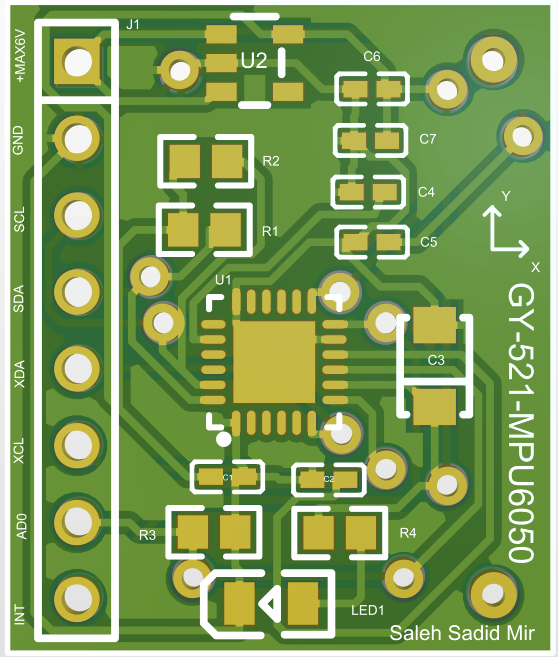 +MAX6V
J1
U2
C6
GND
C7
R2
SCL
C4
R1
C5
Y
X
U1
SDA
GY-521-MPU6050
C3
XDA
XCL
C1
C2
AD0
R3
R4
INT
LED1
Saleh Sadid Mir